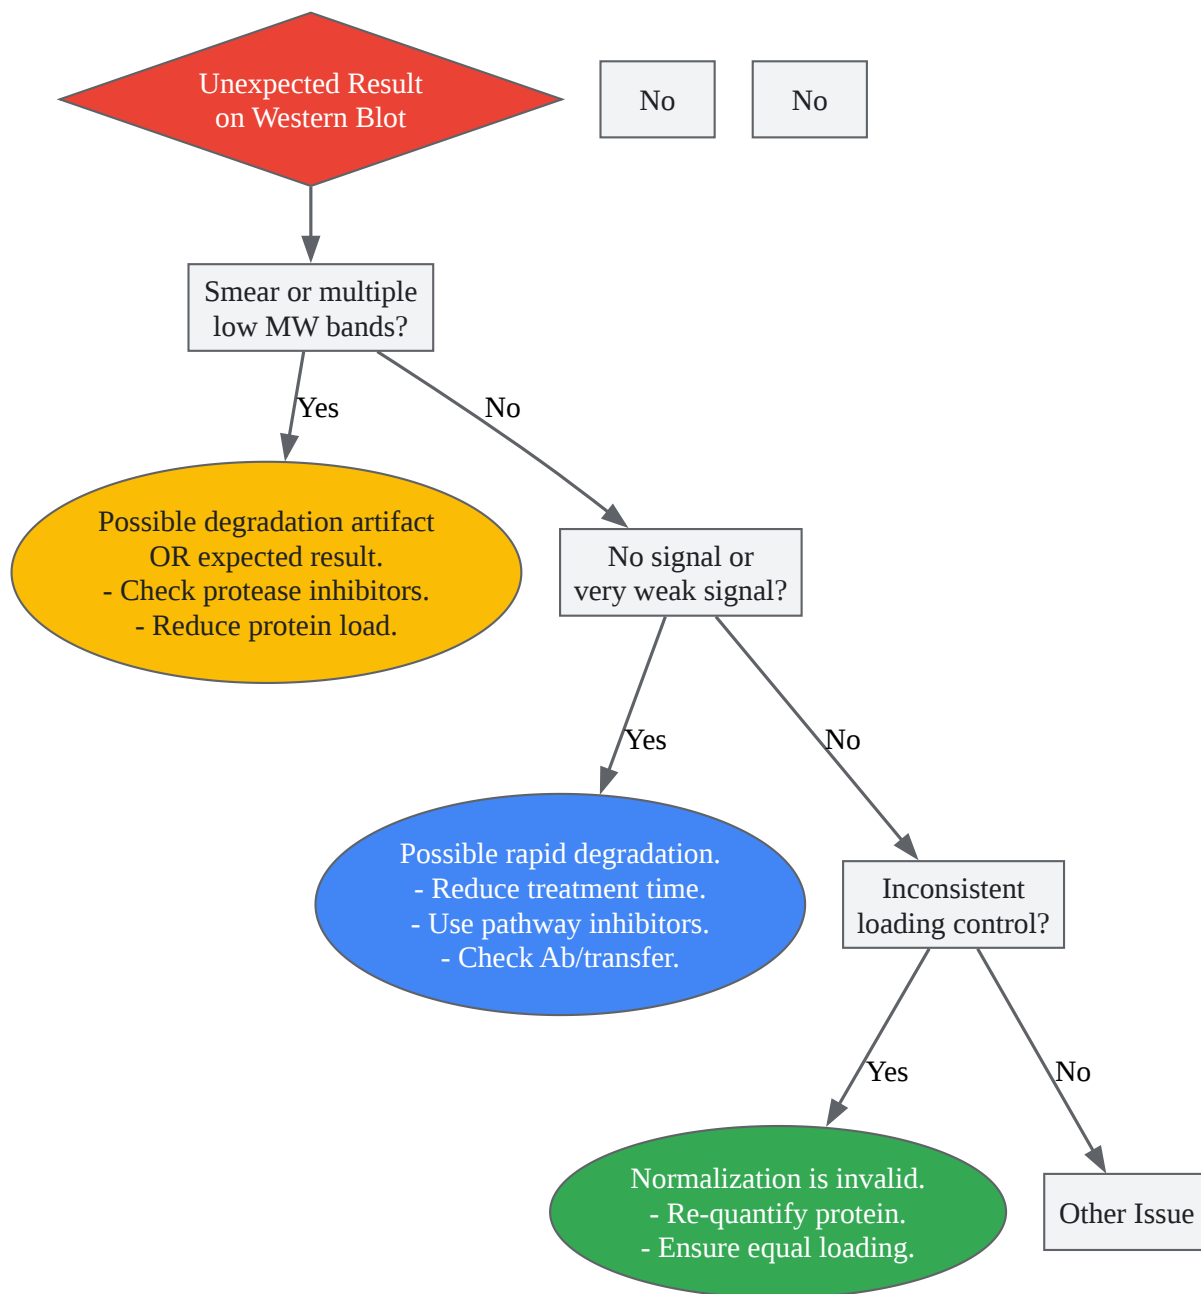 Unexpected Result
on Western Blot
No
No
Smear or multiple
low MW bands?
Yes
No
Possible degradation artifact
OR expected result.
- Check protease inhibitors.
- Reduce protein load.
No signal or
very weak signal?
Yes
No
Possible rapid degradation.
- Reduce treatment time.
- Use pathway inhibitors.
- Check Ab/transfer.
Inconsistent
loading control?
Yes
No
Normalization is invalid.
- Re-quantify protein.
- Ensure equal loading.
Other Issue